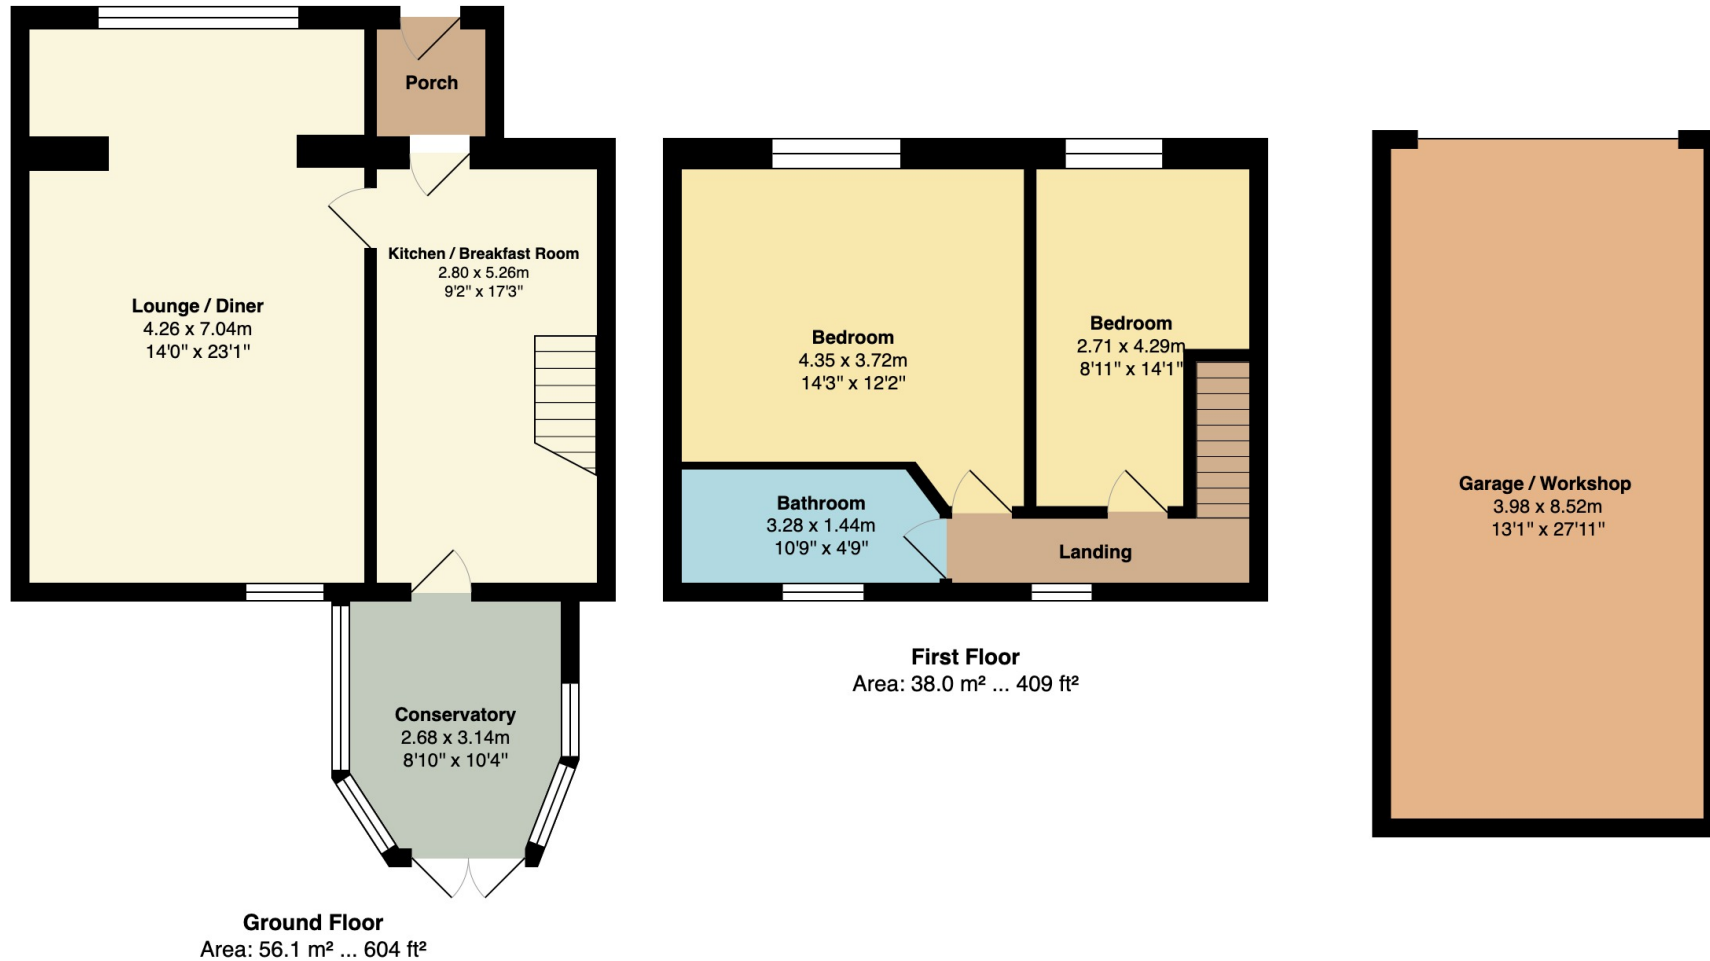 Porch
Kitchen / Breakfast Room
2.80 x 5.26m
9'2" x 17'3"
Lounge / Diner
4.26 x 7.04m
14'0" x 23'1"
Conservatory
2.68 x 3.14m
8'10" x 10'4"
Ground Floor
Area: 56.1 m² ... 604 ft²
Bedroom
4.35 x 3.72m
14'3" x 12'2"
Bedroom
2.71 x 4.29m
8'11" x 14'1"
Bathroom
3.28 x 1.44m
10'9" x 4'9"
Landing
First Floor
Area: 38.0 m² ... 409 ft²
Garage / Workshop
3.98 x 8.52m
13'1" x 27'11"